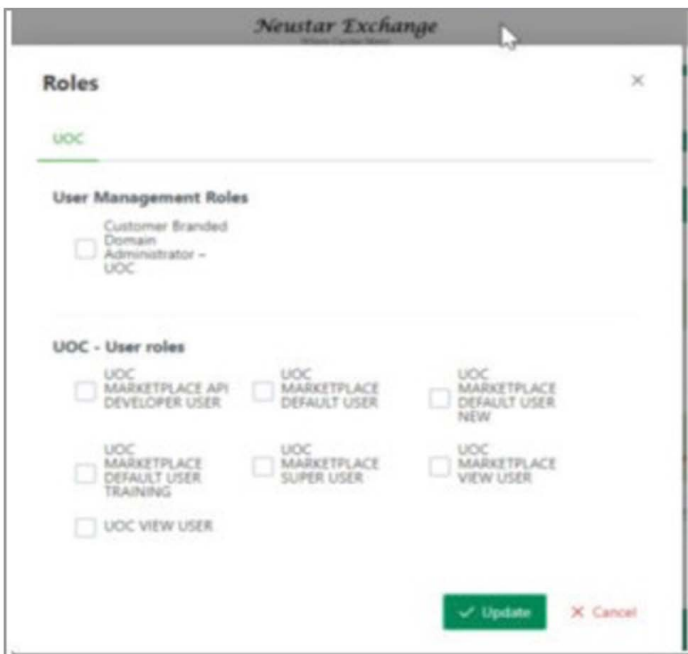 Neustar Exchange
Roles
UOC
User Management Roles
Customer Branded
Domain
Administrator –
UOC
UOC - User roles
UOC
MARKETPLACE API
DEVELOPER USER
UOC
MARKETPLACE
DEFAULT USER
UOC
MARKETPLACE
DEFAULT USER
NEW
UOC
MARKETPLACE
DEFAULT USER
TRAINING
UOC
MARKETPLACE
SUPER USER
UOC
MARKETPLACE
VIEW USER
UOC VIEW USER
Update
Cancel